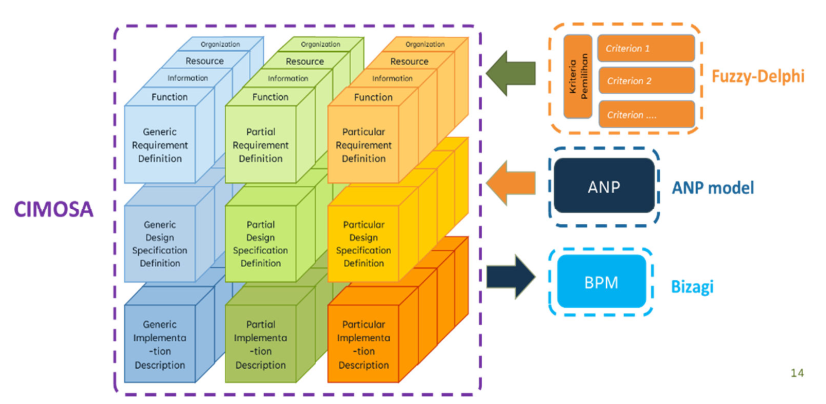 CIMOSA
Organization
Resource
Information
Function
Generic
Requirement
Definition
Organization
Resource
Information
Function
Partial
Requirement
Definition
Organization
Resource
Information
Function
Particular
Requirement
Definition
Generic
Design
Specification
Definition
Partial
Design
Specification
Definition
Particular
Design
Specification
Definition
Generic
Implementa
-tion
Description
Partial
Implementa
-tion
Description
Particular
Implementa
-tion
Description
Kriteria
Pemilihan
Criterion 1
Criterion 2
Criterion ....
Fuzzy-Delphi
ANP
ANP model
BPM
Bizagi
14